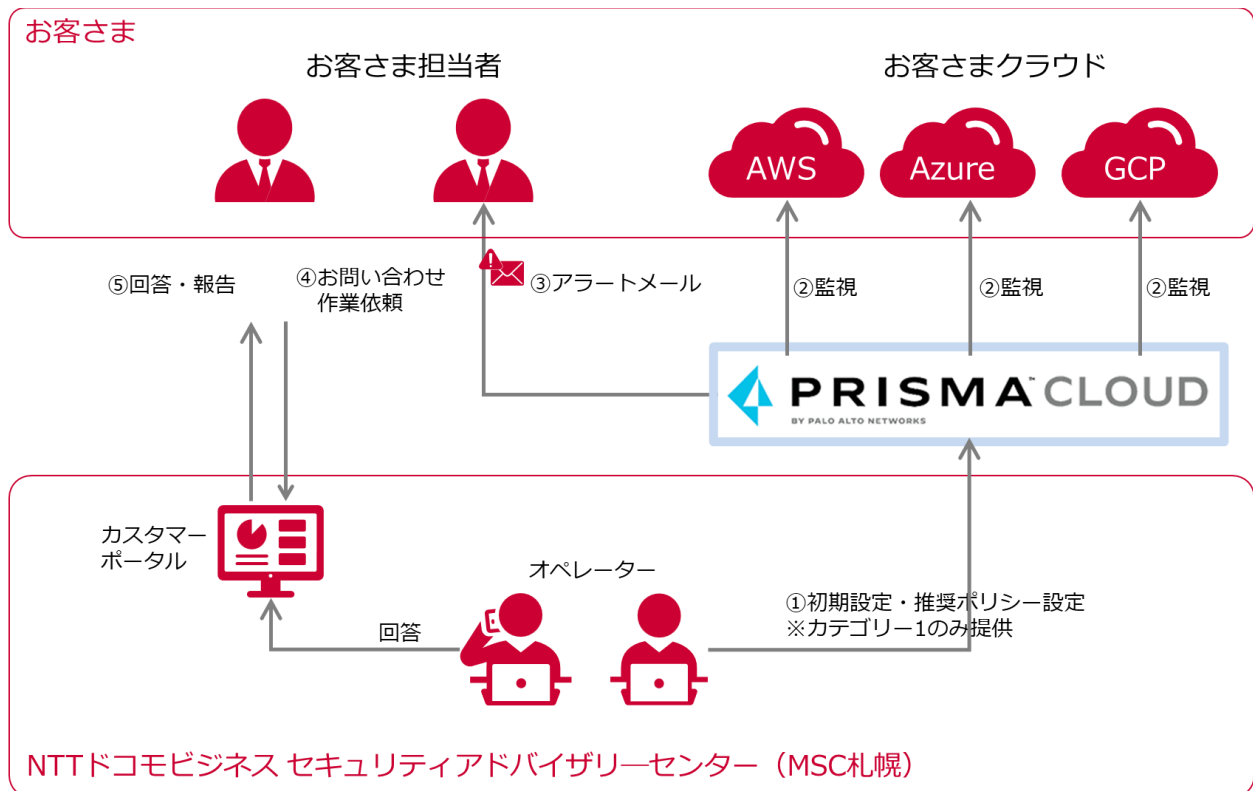 お客さま
お客さま担当者
お客さまクラウド
AWS
Azure
GCP
⑤回答・報告
④お問い合わせ
作業依頼
③アラートメール
②監視
②監視
②監視
PRISMA™ CLOUD
BY PALO ALTO NETWORKS
カスタマー
ポータル
オペレーター
回答
①初期設定・推奨ポリシー設定
※カテゴリー1のみ提供
NTTドコモビジネス セキュリティアドバイザリ―センター（MSC札幌）